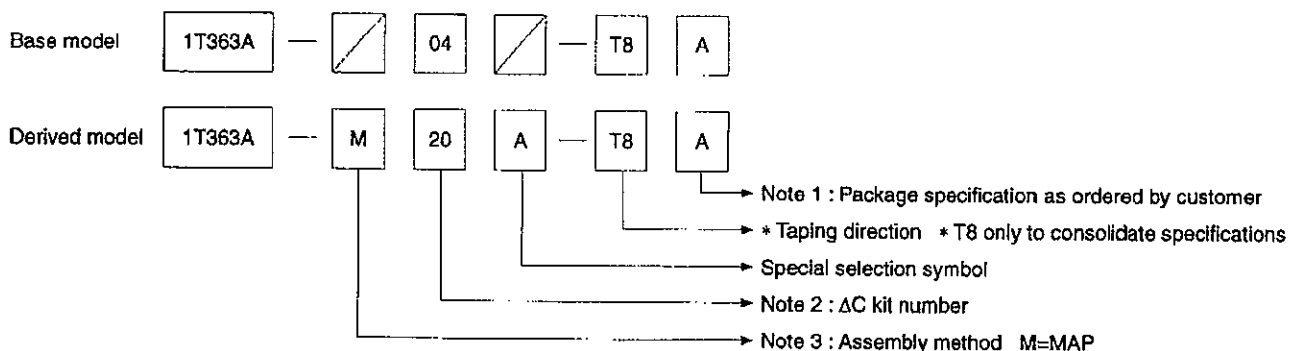 Base model 1T363A — 04 — T8 A
Derived model 1T363A — M 20 A — T8 A
Note 1 : Package specification as ordered by customer
* Taping direction * T8 only to consolidate specifications
Special selection symbol
Note 2 : ΔC kit number
Note 3 : Assembly method M=MAP